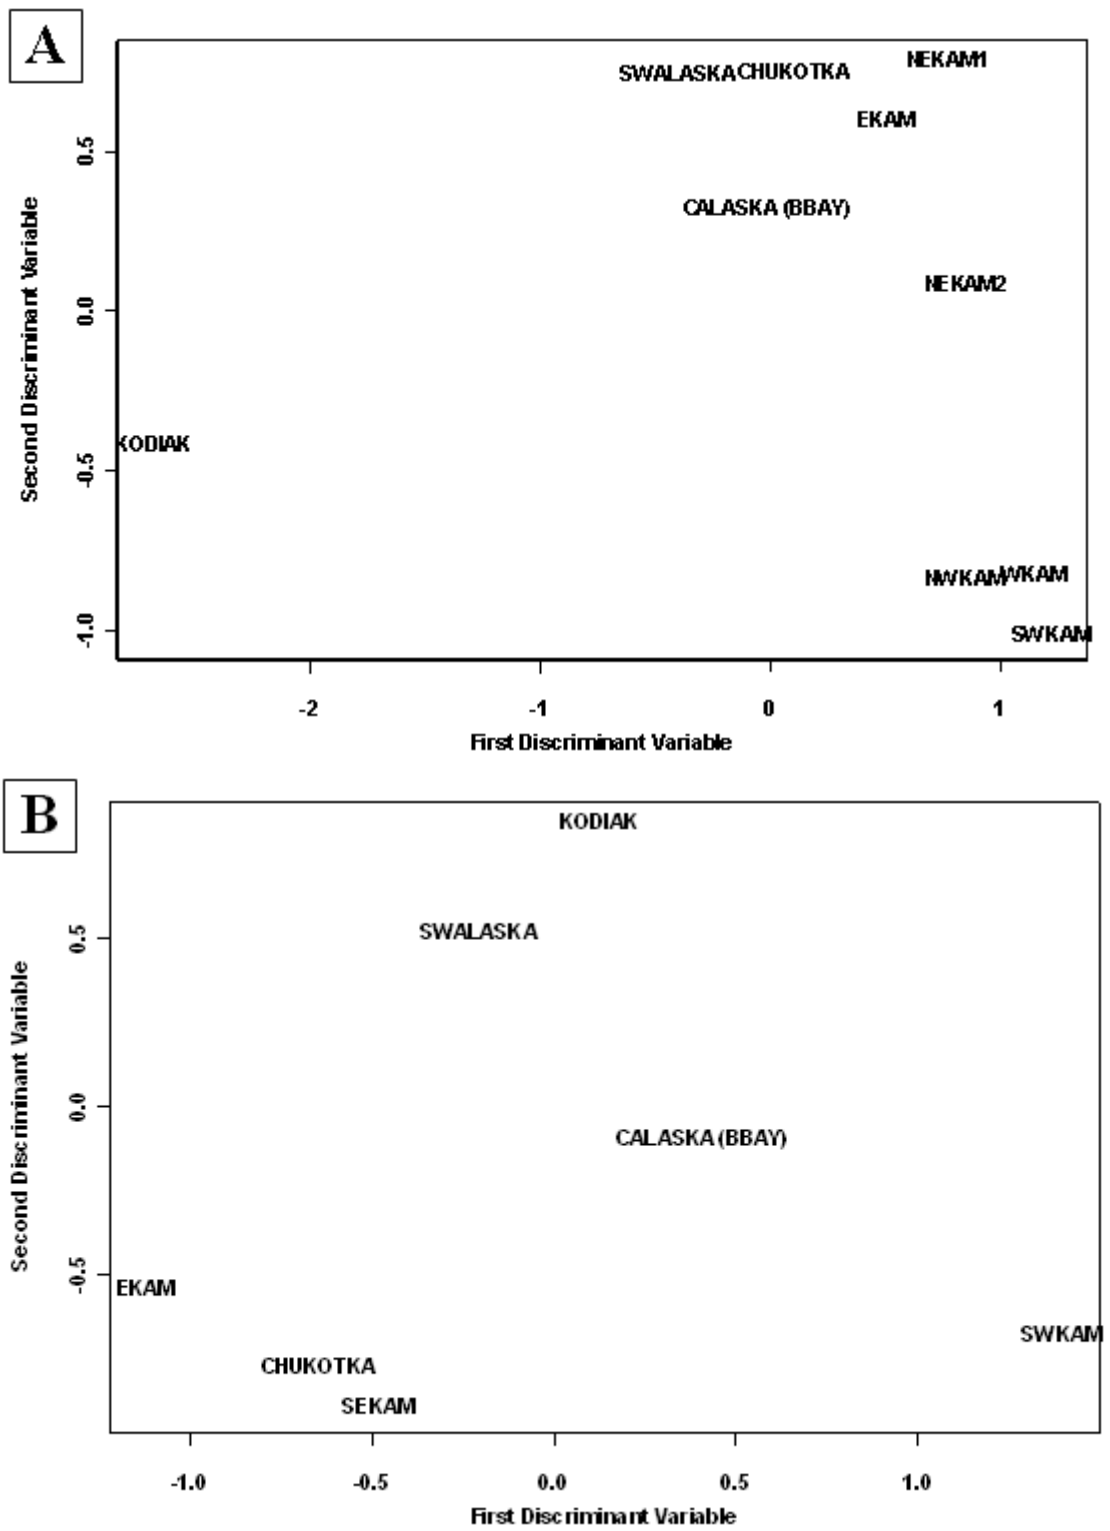 A
SWALASKA CHUKOTKA NEKAM1
EKAM
CALASKA (BBAY)
NEKAM2
KODIAK
NWKAM WKAM
SWKAM
0.5
0.0
-0.5
-1.0
Second Discriminant Variable
-2 -1 0 1
First Discriminant Variable
B
KODIAK
SWALASKA
CALASKA (BBAY)
EKAM
SWKAM
CHUKOTKA
SEKAM
0.5
0.0
-0.5
Second Discriminant Variable
-1.0 -0.5 0.0 0.5 1.0
First Discriminant Variable